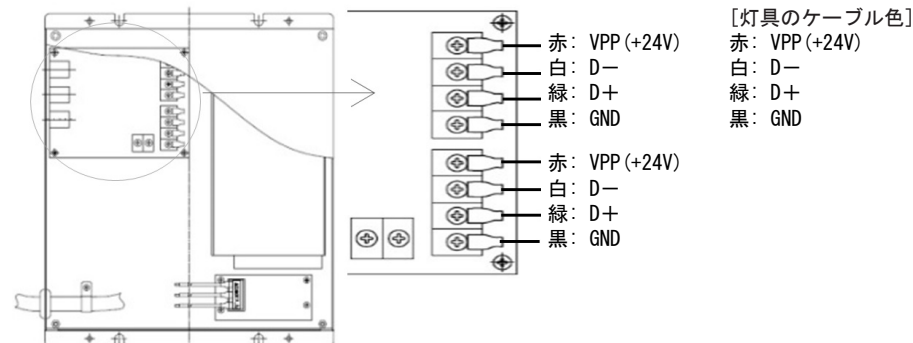 [灯具のケーブル色]
赤: VPP(+24V)
白: D－
緑: D＋
黒: GND
赤: VPP(+24V)
白: D－
緑: D＋
黒: GND
赤: VPP(+24V)
白: D－
緑: D＋
黒: GND